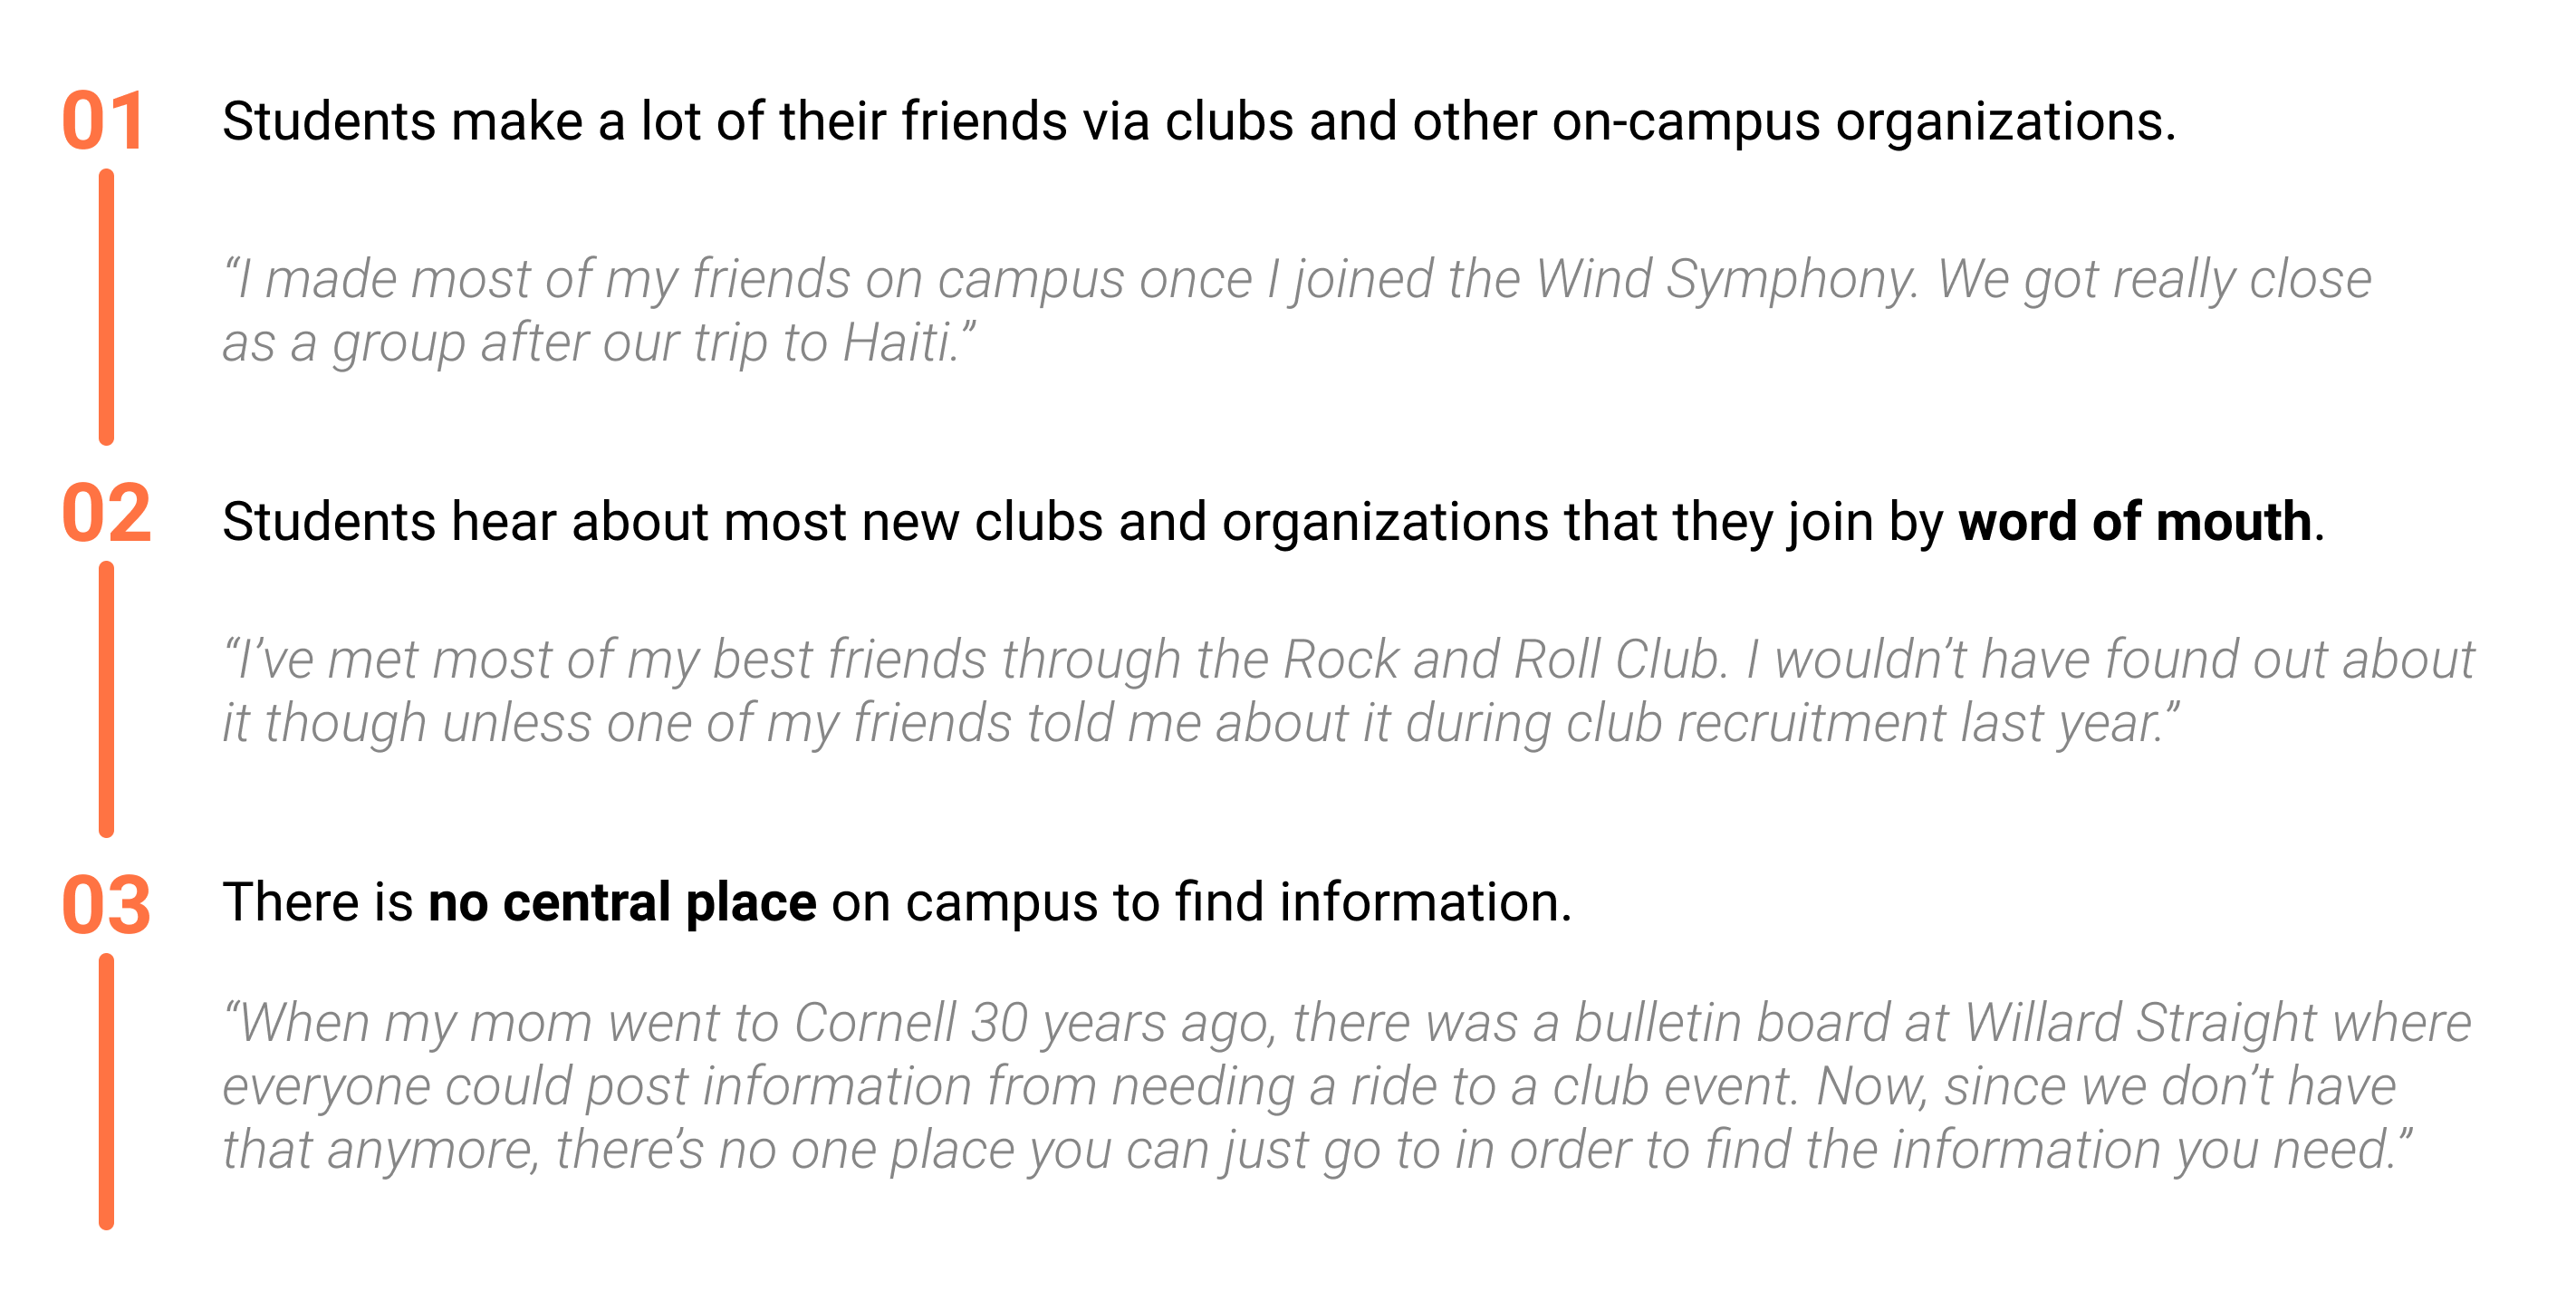 01
Students make a lot of their friends via clubs and other on-campus organizations.
“I made most of my friends on campus once I joined the Wind Symphony. We got really close
as a group after our trip to Haiti.”
02
Students hear about most new clubs and organizations that they join by word of mouth.
“I’ve met most of my best friends through the Rock and Roll Club. I wouldn’t have found out about
it though unless one of my friends told me about it during club recruitment last year.”
03
There is no central place on campus to find information.
“When my mom went to Cornell 30 years ago, there was a bulletin board at Willard Straight where
everyone could post information from needing a ride to a club event. Now, since we don’t have
that anymore, there’s no one place you can just go to in order to find the information you need.”